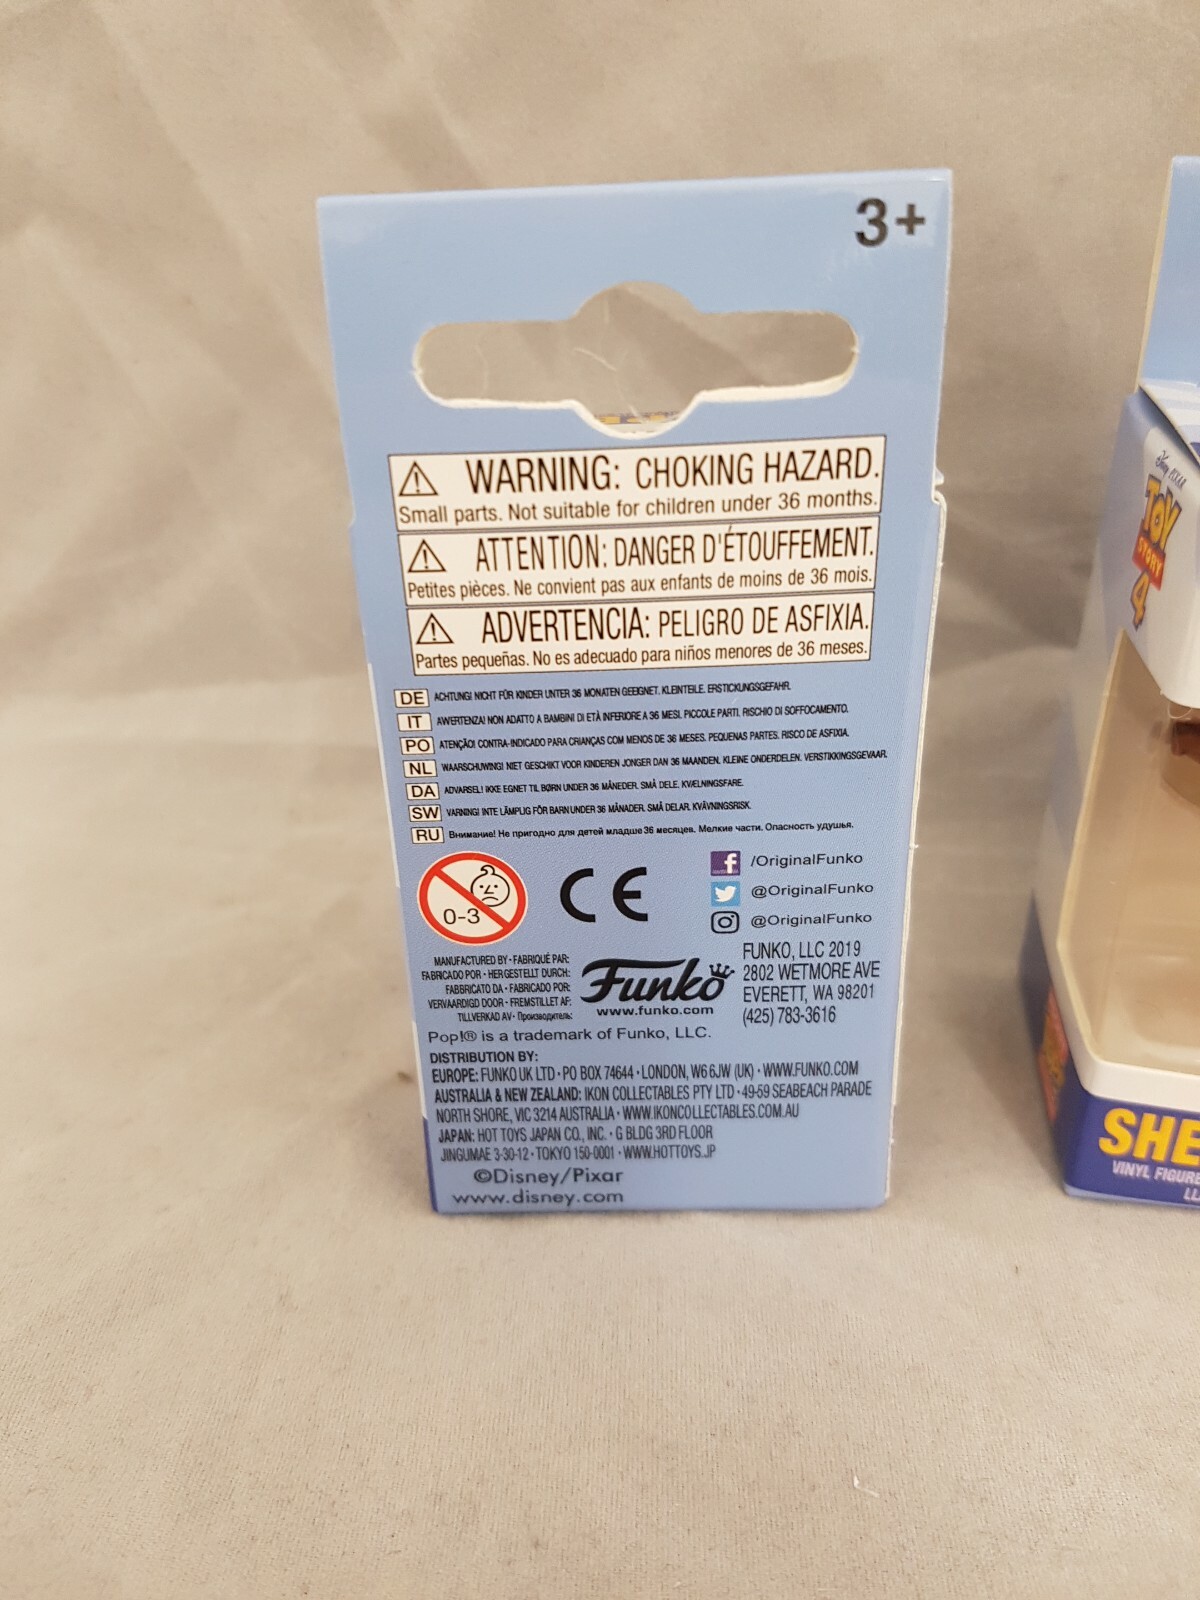 3+
WARNING: CHOKING HAZARD.
Small parts. Not suitable for children under 36 months.
ATTENTION: DANGER D'ÉTOUFFEMENT.
Petites pièces. Ne convient pas aux enfants de moins de 36 mois.
ADVERTENCIA: PELIGRO DE ASFIXIA.
Partes pequeñas. No es adecuado para niños menores de 36 meses.
DE ACHTUNG! NICHT FÜR KINDER UNTER 36 MONATEN GEEIGNET. KLEINTEILE. ERSTICKUNGSGEFAHR.
IT AVVERTENZA! NON ADATTO A BAMBINI DI ETÀ INFERIORE A 36 MESI. PICCOLE PARTI. RISCHIO DI SOFFOCAMENTO.
PO ATENÇÃO! CONTRA-INDICADO PARA CRIANÇAS COM MENOS DE 36 MESES. PEQUENAS PARTES. RISCO DE ASFIXIA.
NL WAARSCHUWING! NIET GESCHIKT VOOR KINDEREN JONGER DAN 36 MAANDEN. KLEINE ONDERDELEN. VERSTIKKINGSGEVAAR.
DA ADVARSEL! IKKE EGNET TIL BØRN UNDER 36 MÅNEDER. SMÅ DELE. KVÆLNINGSFARE.
SW VARNING! INTE LÄMPLIG FÖR BARN UNDER 36 MÅNADER. SMÅ DELAR. KVÄVNINGSRISK.
RU Внимание! Не пригодно для детей младше 36 месяцев. Мелкие части. Опасность удушья.
0-3
CE
/OriginalFunko
@OriginalFunko
@OriginalFunko
MANUFACTURED BY • FABRIQUÉ PAR:
FABRICADO POR • HERGESTELLT DURCH:
FABBRICATO DA • FABRICADO POR:
VERVAARDIGD DOOR • FREMSTILLET AF:
TILLVERKAD AV • Производитель:
Funko
www.funko.com
FUNKO, LLC 2019
2802 WETMORE AVE
EVERETT, WA 98201
(425) 783-3616
Pop!® is a trademark of Funko, LLC.
DISTRIBUTION BY:
EUROPE: FUNKO UK LTD • PO BOX 74644 • LONDON, W6 6JW (UK) • WWW.FUNKO.COM
AUSTRALIA & NEW ZEALAND: IKON COLLECTABLES PTY LTD • 49-59 SEABEACH PARADE
NORTH SHORE, VIC 3214 AUSTRALIA • WWW.IKONCOLLECTABLES.COM.AU
JAPAN: HOT TOYS JAPAN CO., INC. • G BLDG 3RD FLOOR
JINGUMAE 3-30-12 • TOKYO 150-0001 • WWW.HOTTOYS.JP
©Disney/Pixar
www.disney.com
Disney PIXAR
TOY
STORY
4
SHE
VINYL FIGURE